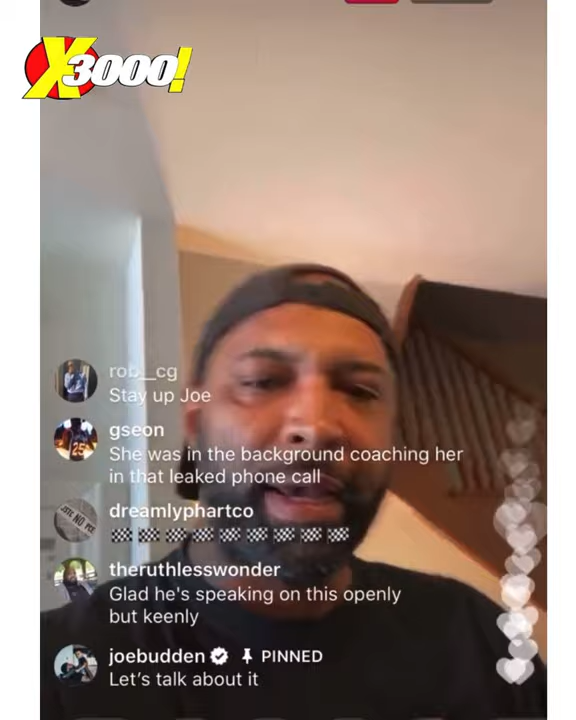 X3000!
rob__cg
Stay up Joe
gseon
She was in the background coaching her
in that leaked phone call
dreamlyphartco
theruthlesswonder
Glad he's speaking on this openly
but keenly
joebudden PINNED
Let's talk about it